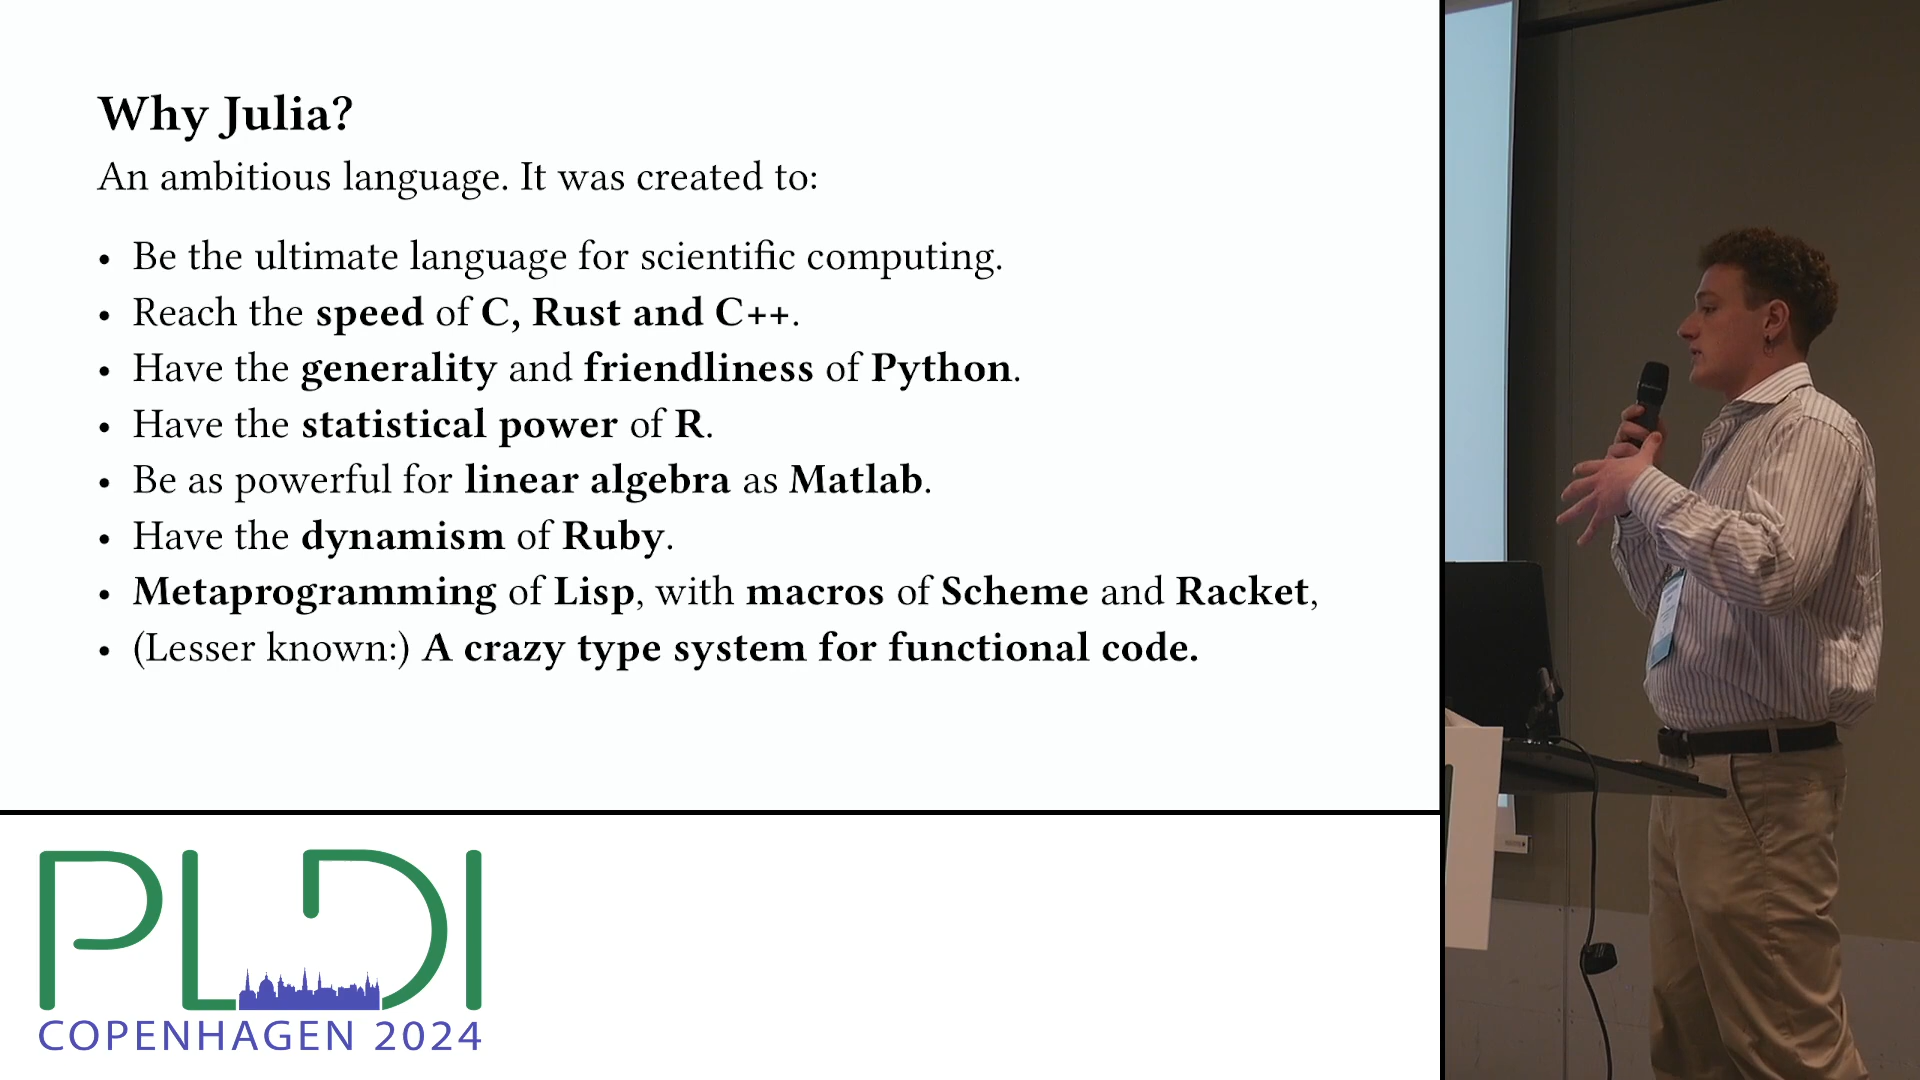 Why Julia?
An ambitious language. It was created to:
• Be the ultimate language for scientific computing.
• Reach the speed of C, Rust and C++.
• Have the generality and friendliness of Python.
• Have the statistical power of R.
• Be as powerful for linear algebra as Matlab.
• Have the dynamism of Ruby.
• Metaprogramming of Lisp, with macros of Scheme and Racket,
• (Lesser known:) A crazy type system for functional code.
PLDI
COPENHAGEN 2024